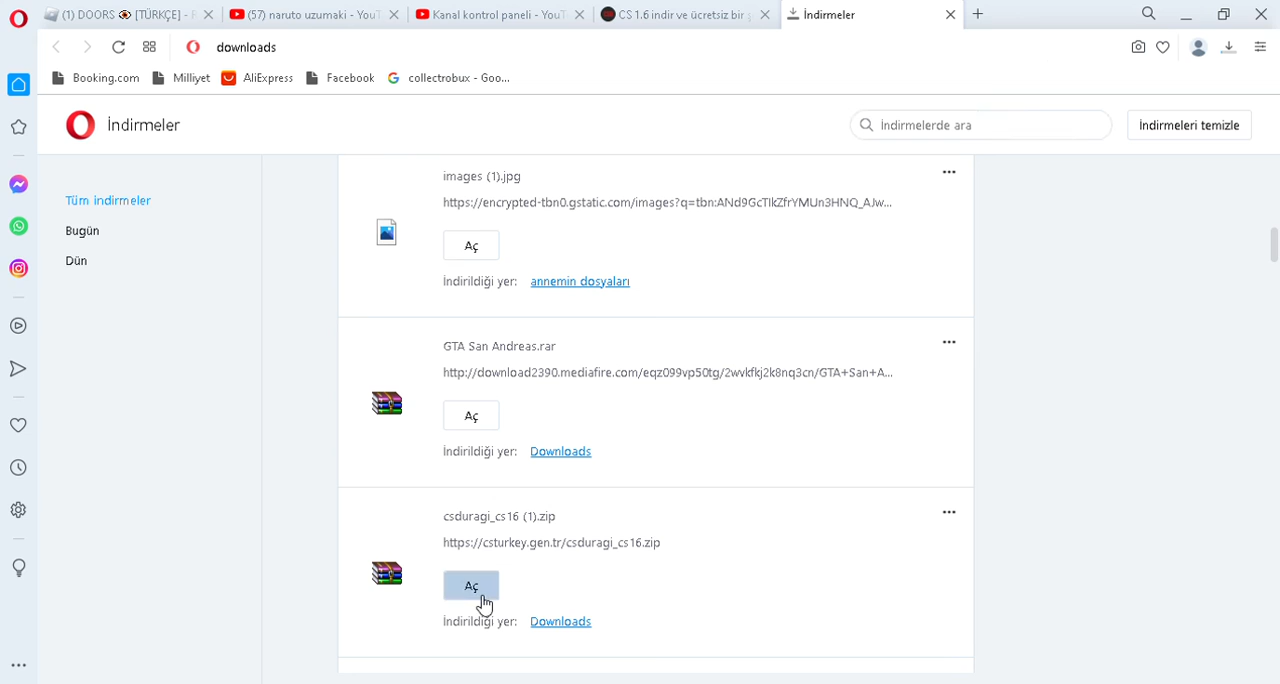 (1) DOORS 👁 [TÜRKÇE] - F
(57) naruto uzumaki - YouT
Kanal kontrol paneli - YouT
CS 1.6 indir ve ücretsiz bir
İndirmeler
downloads
Booking.com
Milliyet
AliExpress
Facebook
collectrobux - Goo...
İndirmeler
İndirmelerde ara
İndirmeleri temizle
Tüm indirmeler
Bugün
Dün
images (1).jpg
https://encrypted-tbn0.gstatic.com/images?q=tbn:ANd9GcTIkZfrYMUn3HNQ_AJw...
Aç
İndirildiği yer: annemin dosyaları
GTA San Andreas.rar
http://download2390.mediafire.com/eqz099vp50tg/2wvkfkj2k8nq3cn/GTA+San+A...
Aç
İndirildiği yer: Downloads
csduragi_cs16 (1).zip
https://csturkey.gen.tr/csduragi_cs16.zip
Aç
İndirildiği yer: Downloads